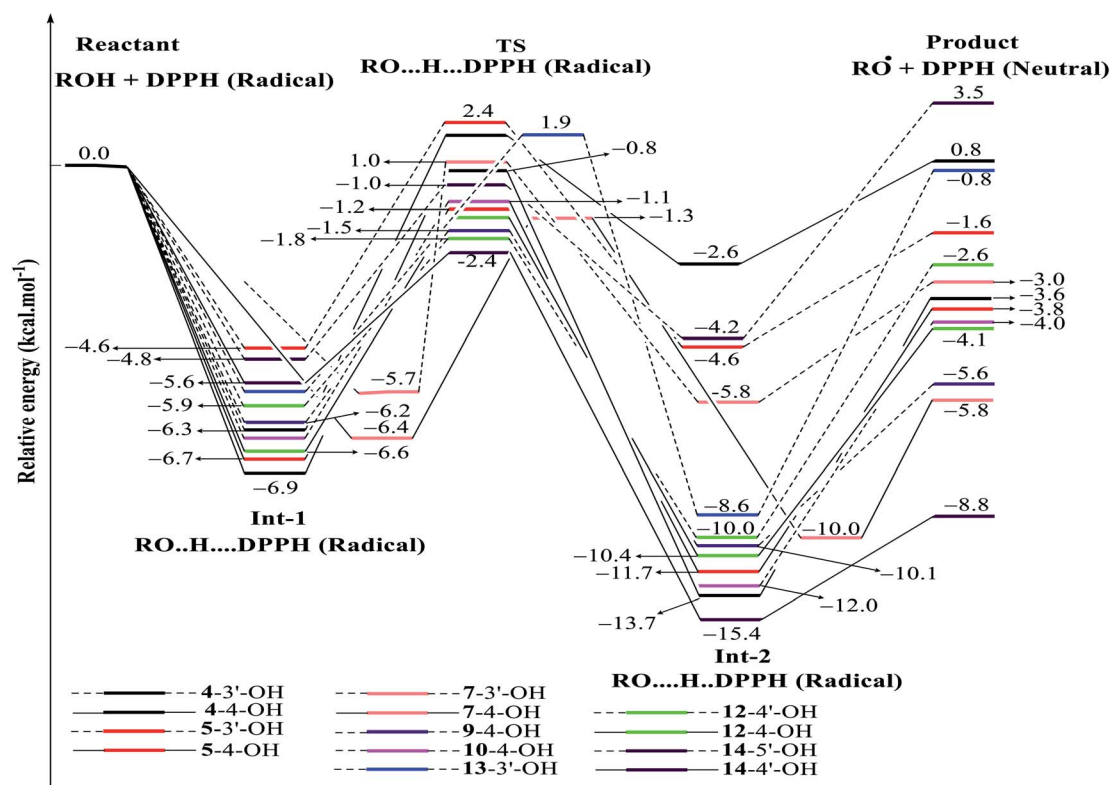 Reactant
ROH + DPPH (Radical)
TS
RO...H...DPPH (Radical)
Product
RO• + DPPH (Neutral)
Relative energy (kcal.mol⁻¹)
0.0
2.4
1.9
1.0
−0.8
−1.0
−1.1
−1.2
−1.3
−1.5
−1.8
-2.4
3.5
0.8
−0.8
−1.6
−2.6
−3.0
−3.6
−3.8
−4.0
−4.1
−5.6
−5.8
−8.8
−2.6
−4.2
−4.6
−5.8
−4.6
−4.8
−5.6
−5.7
−5.9
−6.2
−6.3
−6.4
−6.6
−6.7
−6.9
Int-1
RO..H....DPPH (Radical)
−8.6
−10.0
−10.0
−10.4
−10.1
−11.7
−12.0
−13.7
−15.4
Int-2
RO....H..DPPH (Radical)
4-3'-OH
4-4-OH
5-3'-OH
5-4-OH
7-3'-OH
7-4-OH
9-4-OH
10-4-OH
13-3'-OH
12-4'-OH
12-4-OH
14-5'-OH
14-4'-OH